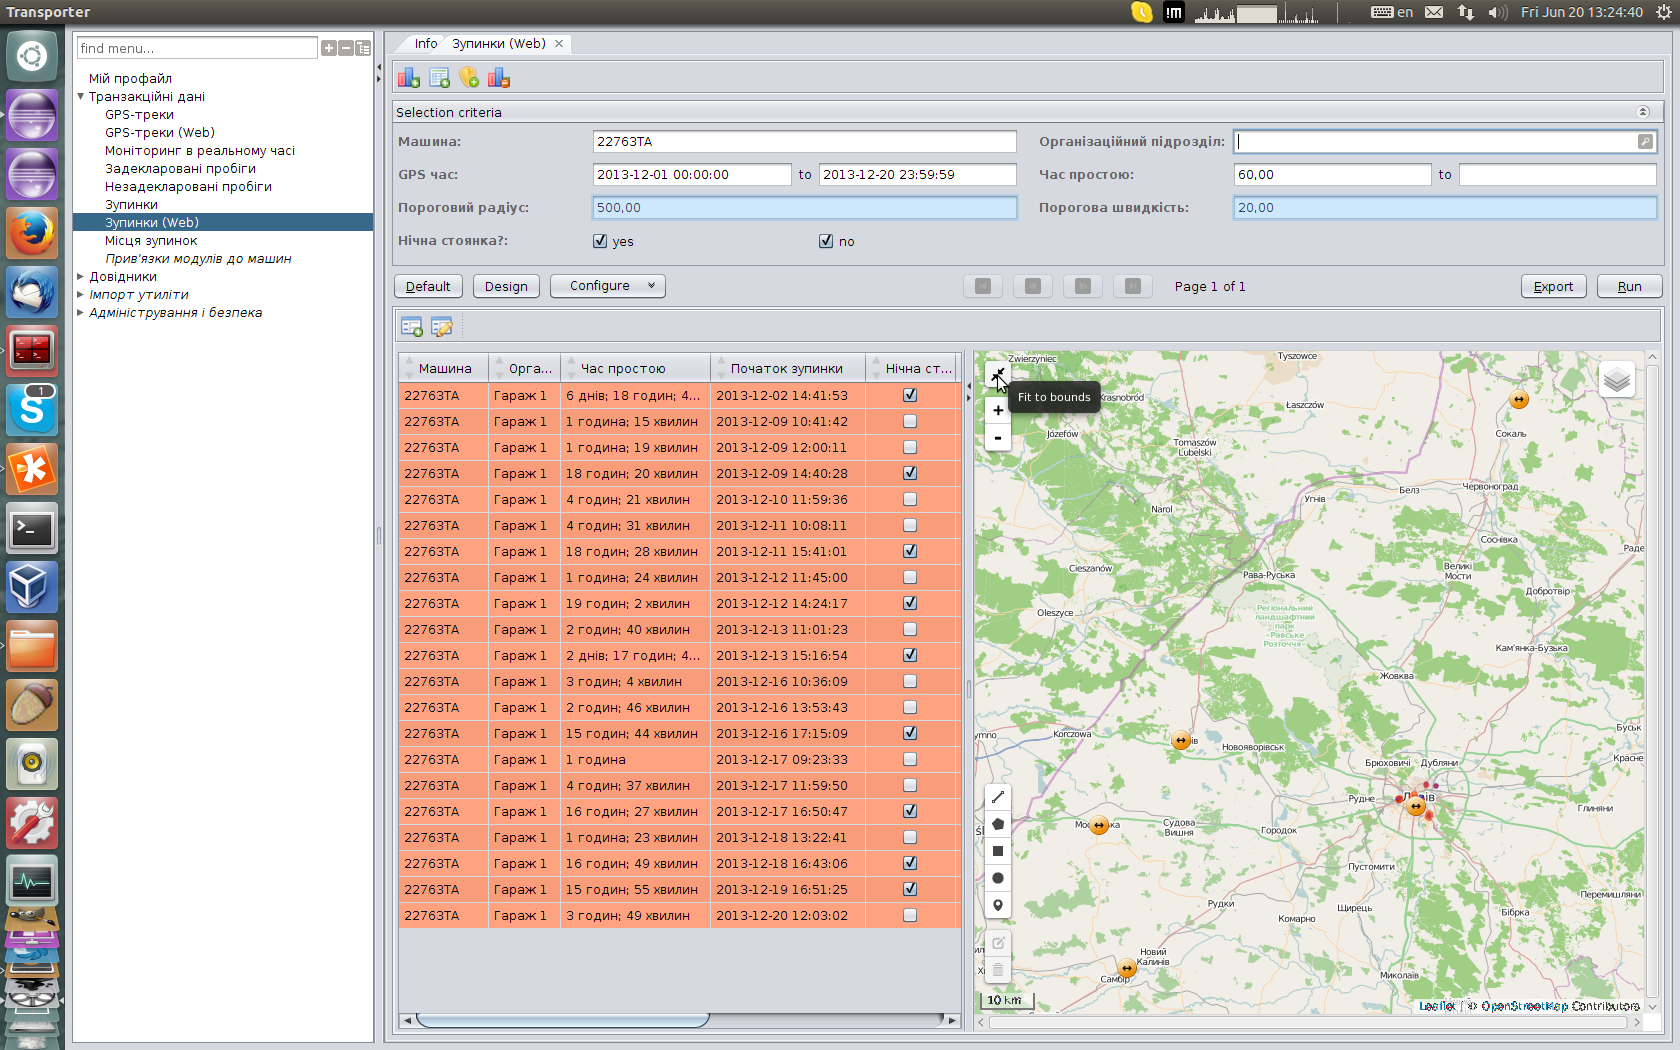 Transporter
!M
en
Fri Jun 20 13:24:40
find menu...
Мій профайл
Транзакційні дані
GPS-треки
GPS-треки (Web)
Моніторинг в реальному часі
Задекларовані пробіги
Незадекларовані пробіги
Зупинки
Зупинки (Web)
Місця зупинок
Прив'язки модулів до машин
Довідники
Імпорт утиліти
Адміністрування і безпека
1
Info
Зупинки (Web)
Selection criteria
Машина: 22763TA Організаційний підрозділ:
GPS час: 2013-12-01 00:00:00 to 2013-12-20 23:59:59 Час простою: 60,00 to
Пороговий радіус: 500,00 Порогова швидкість: 20,00
Нічна стоянка?: yes no
Default Design Configure Page 1 of 1 Export Run
Машина Орга... Час простою Початок зупинки Нічна ст...
22763TA Гараж 1 6 днів; 18 годин; 4... 2013-12-02 14:41:53
22763TA Гараж 1 1 година; 15 хвилин 2013-12-09 10:41:42
22763TA Гараж 1 1 година; 19 хвилин 2013-12-09 12:00:11
22763TA Гараж 1 18 годин; 20 хвилин 2013-12-09 14:40:28
22763TA Гараж 1 4 годин; 21 хвилин 2013-12-10 11:59:36
22763TA Гараж 1 4 годин; 31 хвилин 2013-12-11 10:08:11
22763TA Гараж 1 18 годин; 28 хвилин 2013-12-11 15:41:01
22763TA Гараж 1 1 година; 24 хвилин 2013-12-12 11:45:00
22763TA Гараж 1 19 годин; 2 хвилин 2013-12-12 14:24:17
22763TA Гараж 1 2 годин; 40 хвилин 2013-12-13 11:01:23
22763TA Гараж 1 2 днів; 17 годин; 4... 2013-12-13 15:16:54
22763TA Гараж 1 3 годин; 4 хвилин 2013-12-16 10:36:09
22763TA Гараж 1 2 годин; 46 хвилин 2013-12-16 13:53:43
22763TA Гараж 1 15 годин; 44 хвилин 2013-12-16 17:15:09
22763TA Гараж 1 1 година 2013-12-17 09:23:33
22763TA Гараж 1 4 годин; 37 хвилин 2013-12-17 11:59:50
22763TA Гараж 1 16 годин; 27 хвилин 2013-12-17 16:50:47
22763TA Гараж 1 1 година; 23 хвилин 2013-12-18 13:22:41
22763TA Гараж 1 16 годин; 49 хвилин 2013-12-18 16:43:06
22763TA Гараж 1 15 годин; 55 хвилин 2013-12-19 16:51:25
22763TA Гараж 1 3 годин; 49 хвилин 2013-12-20 12:03:02
Zwierzyniec
Tyszowce
Fit to bounds
Krasnobród
Łaszczów
+
-
Józefów
Сокаль
Tomaszów
Lubelski
Белз
Червоноград
Угнів
Narol
Соснівка
Раде
Cieszanów
Рава-Руська
Великі
Мости
Добротвір
Oleszyce
Регіональний
ландшафтний
парк
«Равське
Розточчя»
Кам'янка-Бузька
Жовква
Буськ
ymno
Korczowa
ів
Новояворівськ
Красне
Брюховичі
Дубляни
Рудне
Глиняни
Судова
Вишня
Городок
Пустомити
Перемишляни
Рудки
Щирець
Бібрка
Комарно
Новий
Калинів
Самбір
Миколаїв
10 km
Leaflet | © OpenStreetMap Contributors